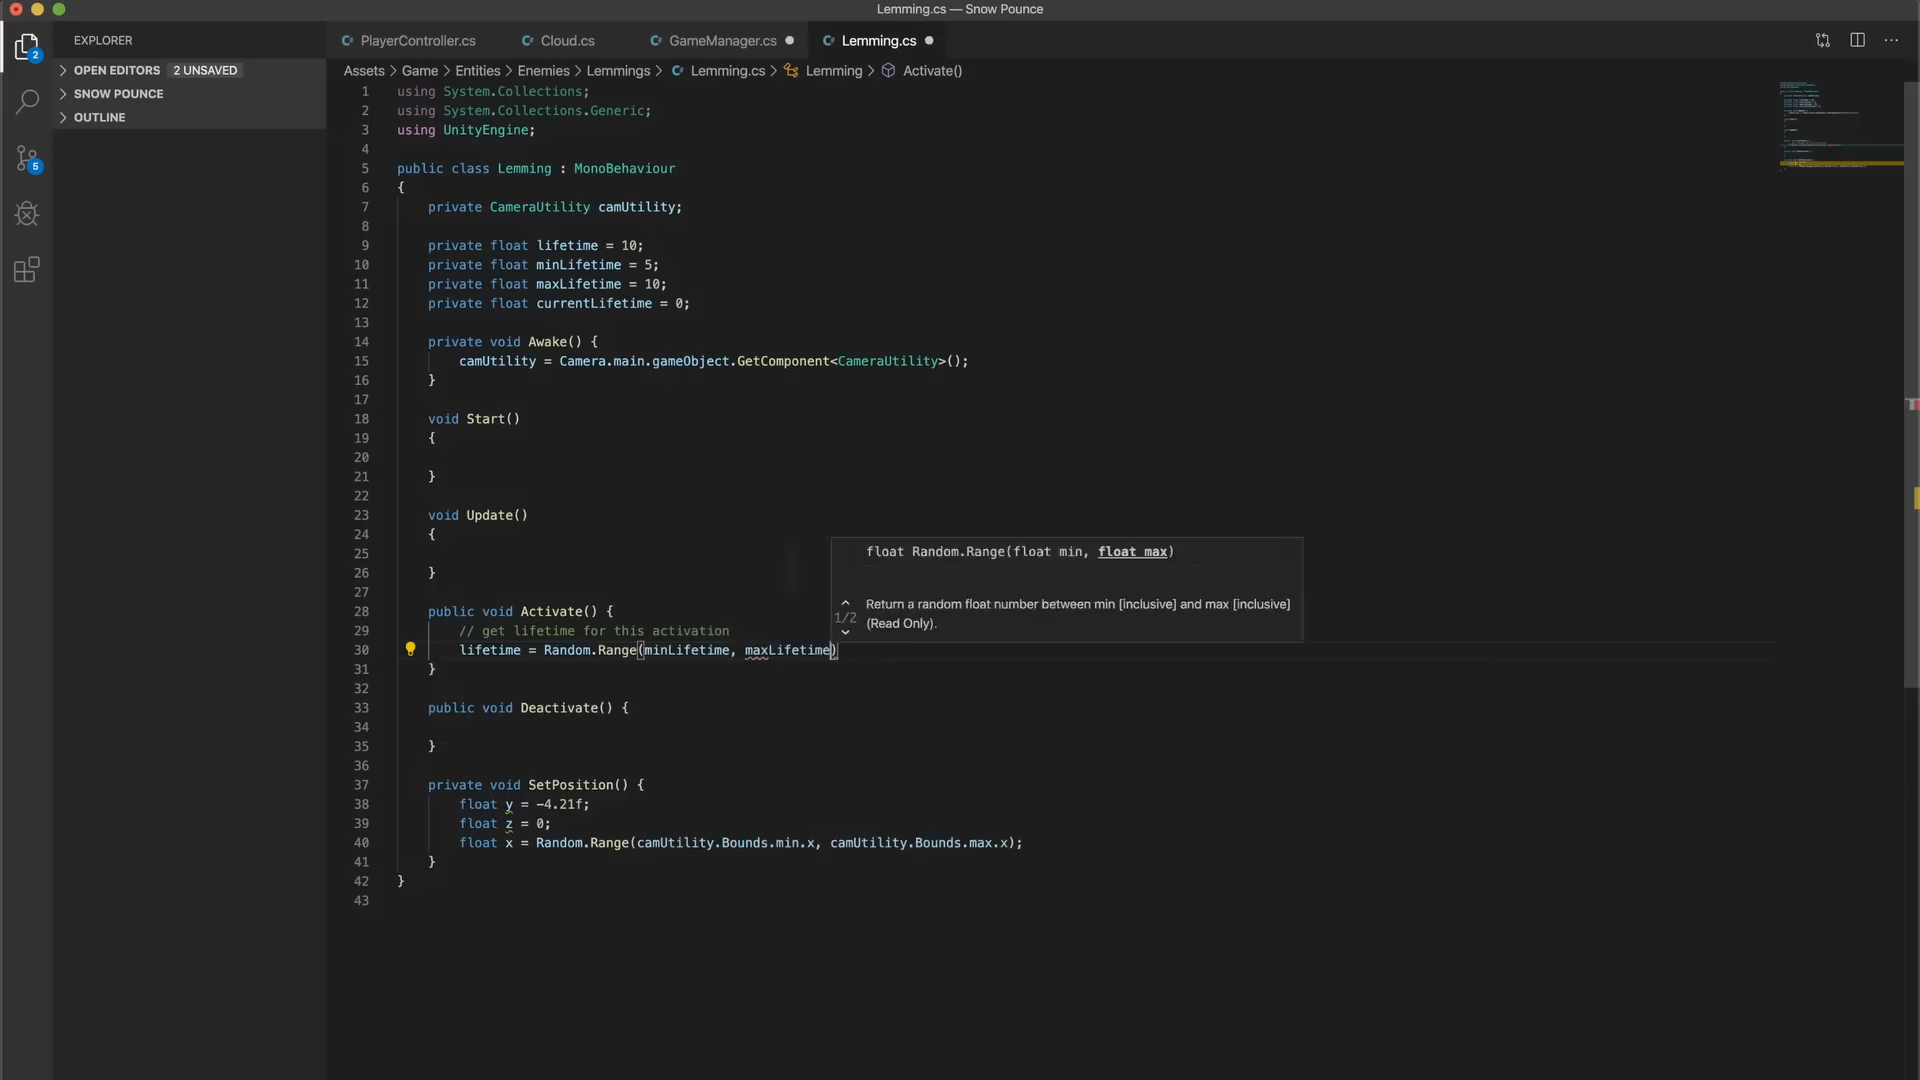 Lemming.cs — Snow Pounce
2
EXPLORER
OPEN EDITORS 2 UNSAVED
SNOW POUNCE
OUTLINE
5
PlayerController.cs Cloud.cs GameManager.cs Lemming.cs
Assets > Game > Entities > Enemies > Lemmings > Lemming.cs > Lemming > Activate()
1 using System.Collections;
2 using System.Collections.Generic;
3 using UnityEngine;
4
5 public class Lemming : MonoBehaviour
6 {
7 private CameraUtility camUtility;
8
9 private float lifetime = 10;
10 private float minLifetime = 5;
11 private float maxLifetime = 10;
12 private float currentLifetime = 0;
13
14 private void Awake() {
15 camUtility = Camera.main.gameObject.GetComponent<CameraUtility>();
16 }
17
18 void Start()
19 {
20
21 }
22
23 void Update()
24 {
25
26 }
27
28 public void Activate() {
29 // get lifetime for this activation
30 lifetime = Random.Range(minLifetime, maxLifetime)
31 }
32
33 public void Deactivate() {
34
35 }
36
37 private void SetPosition() {
38 float y = -4.21f;
39 float z = 0;
40 float x = Random.Range(camUtility.Bounds.min.x, camUtility.Bounds.max.x);
41 }
42 }
43
float Random.Range(float min, float max)
1/2
Return a random float number between min [inclusive] and max [inclusive]
(Read Only).